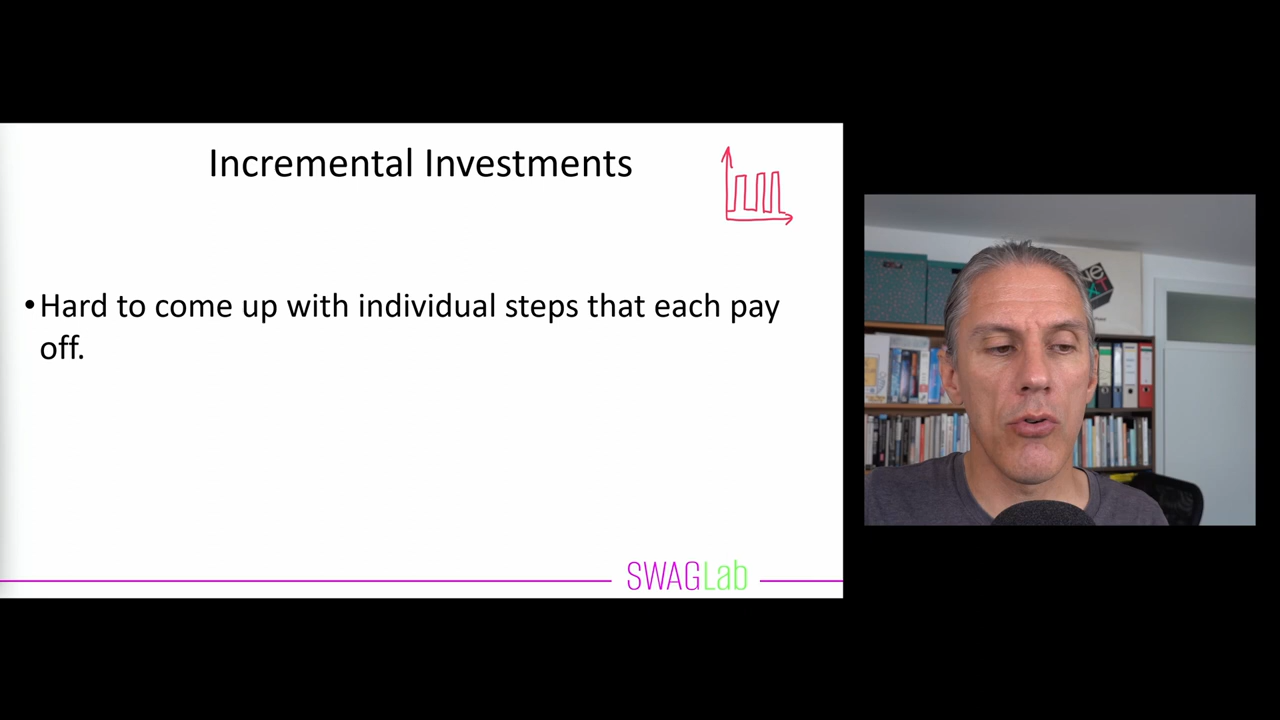 Incremental Investments
•Hard to come up with individual steps that each pay
off.
SWAGLab